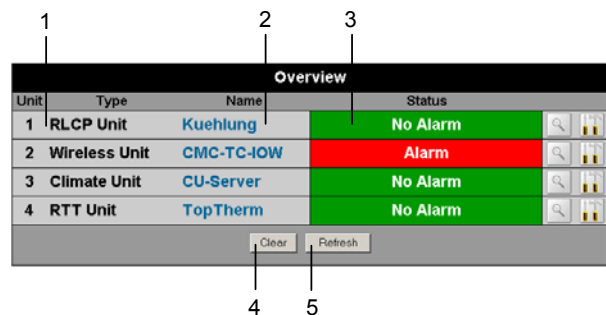 1 2 3
Overview
Unit Type Name Status
1 RLCP Unit Kuehlung No Alarm
2 Wireless Unit CMC-TC-IOW Alarm
3 Climate Unit CU-Server No Alarm
4 RTT Unit TopTherm No Alarm
Clear Refresh
4 5